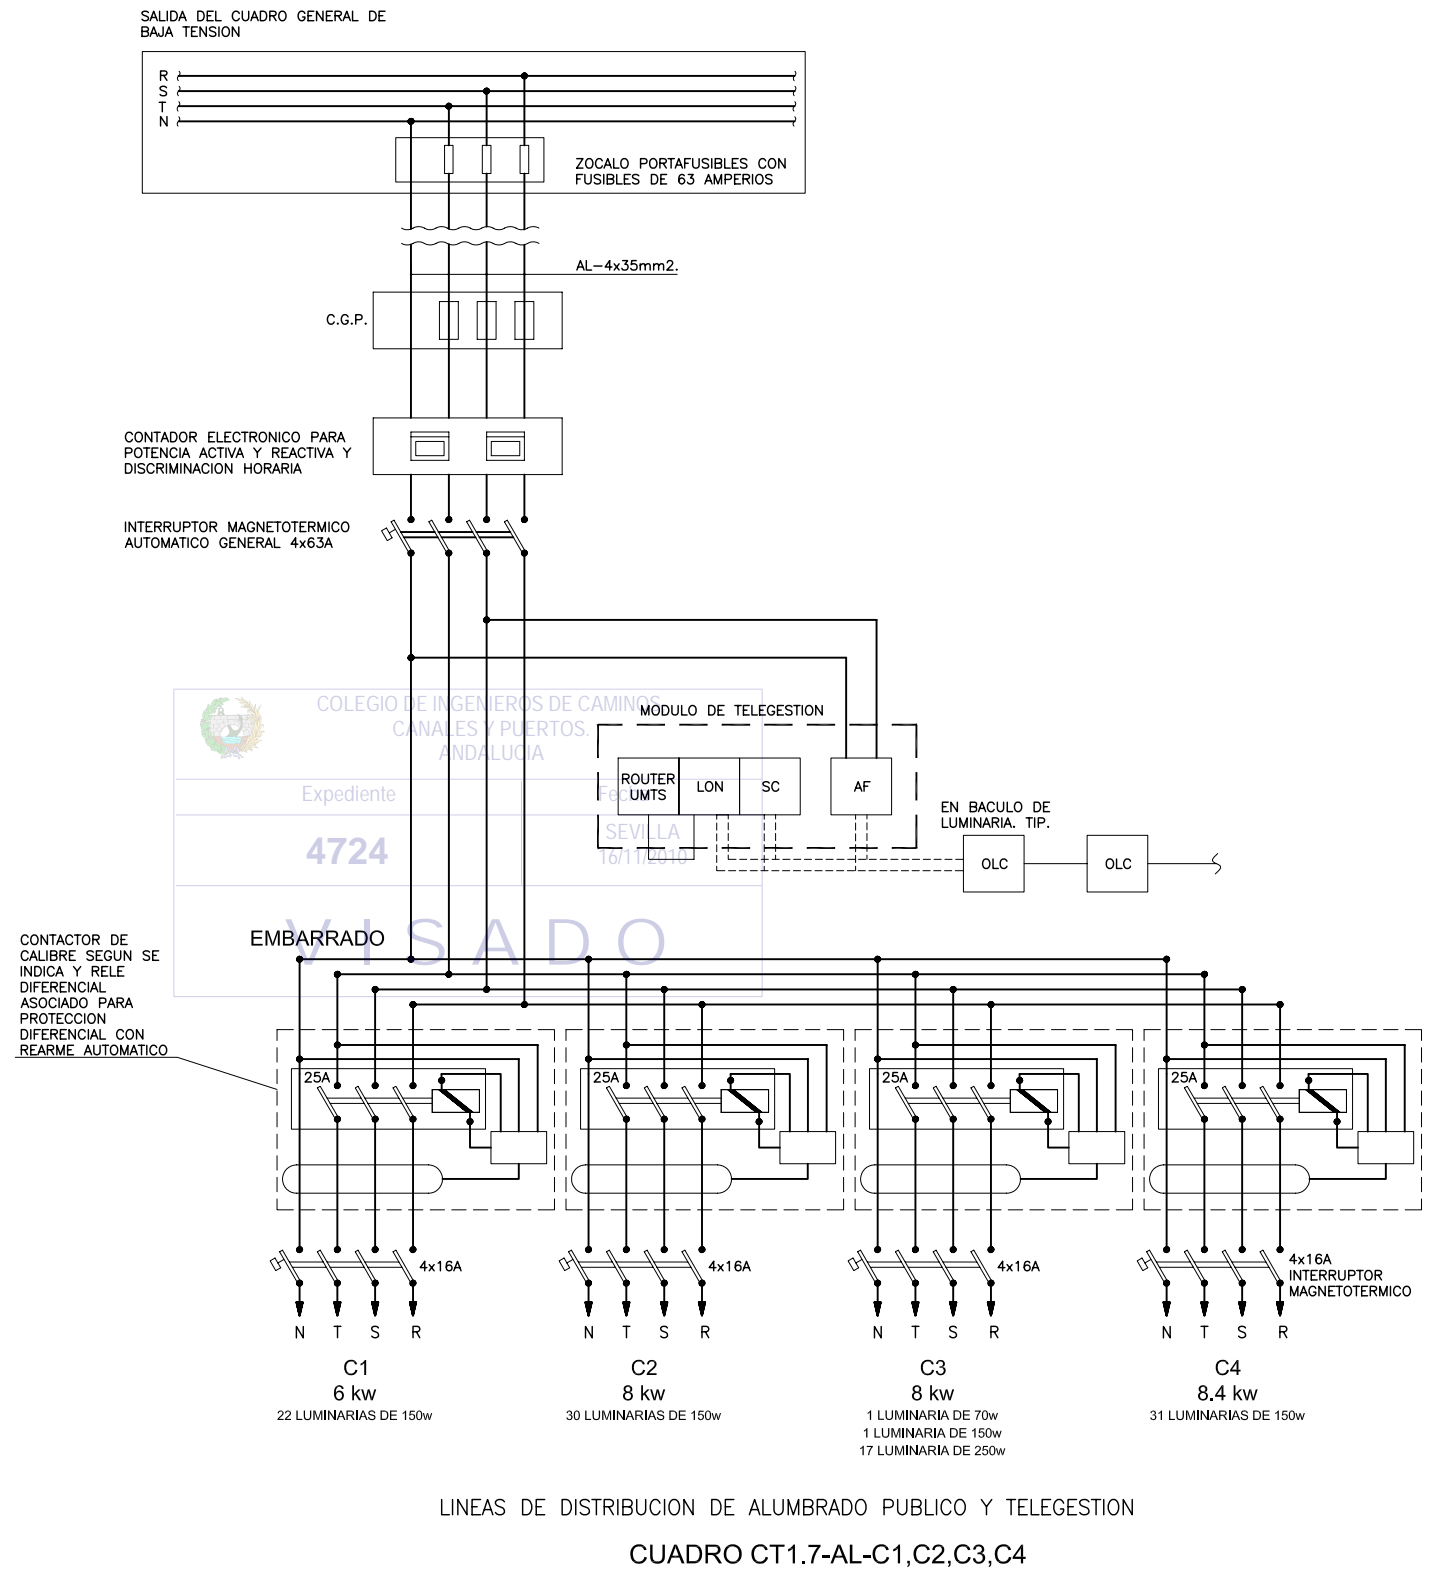 SALIDA DEL CUADRO GENERAL DE
BAJA TENSION
R
S
T
N
ZOCALO PORTAFUSIBLES CON
FUSIBLES DE 63 AMPERIOS
AL-4x35mm2.
C.G.P.
CONTADOR ELECTRONICO PARA
POTENCIA ACTIVA Y REACTIVA Y
DISCRIMINACION HORARIA
INTERRUPTOR MAGNETOTERMICO
AUTOMATICO GENERAL 4x63A
COLEGIO DE INGENIEROS DE CAMINOS,
CANALES Y PUERTOS.
ANDALUCIA
Expediente
Fecha
4724
SEVILLA
16/11/2010
VISADO
MODULO DE TELEGESTION
ROUTER
UMTS
LON
SC
AF
EN BACULO DE
LUMINARIA. TIP.
OLC
OLC
EMBARRADO
CONTACTOR DE
CALIBRE SEGUN SE
INDICA Y RELE
DIFERENCIAL
ASOCIADO PARA
PROTECCION
DIFERENCIAL CON
REARME AUTOMATICO
25A
25A
25A
25A
4x16A
4x16A
4x16A
4x16A
INTERRUPTOR
MAGNETOTERMICO
N T S R
N T S R
N T S R
N T S R
C1
6 kw
22 LUMINARIAS DE 150w
C2
8 kw
30 LUMINARIAS DE 150w
C3
8 kw
1 LUMINARIA DE 70w
1 LUMINARIA DE 150w
17 LUMINARIA DE 250w
C4
8.4 kw
31 LUMINARIAS DE 150w
LINEAS DE DISTRIBUCION DE ALUMBRADO PUBLICO Y TELEGESTION
CUADRO CT1.7-AL-C1,C2,C3,C4